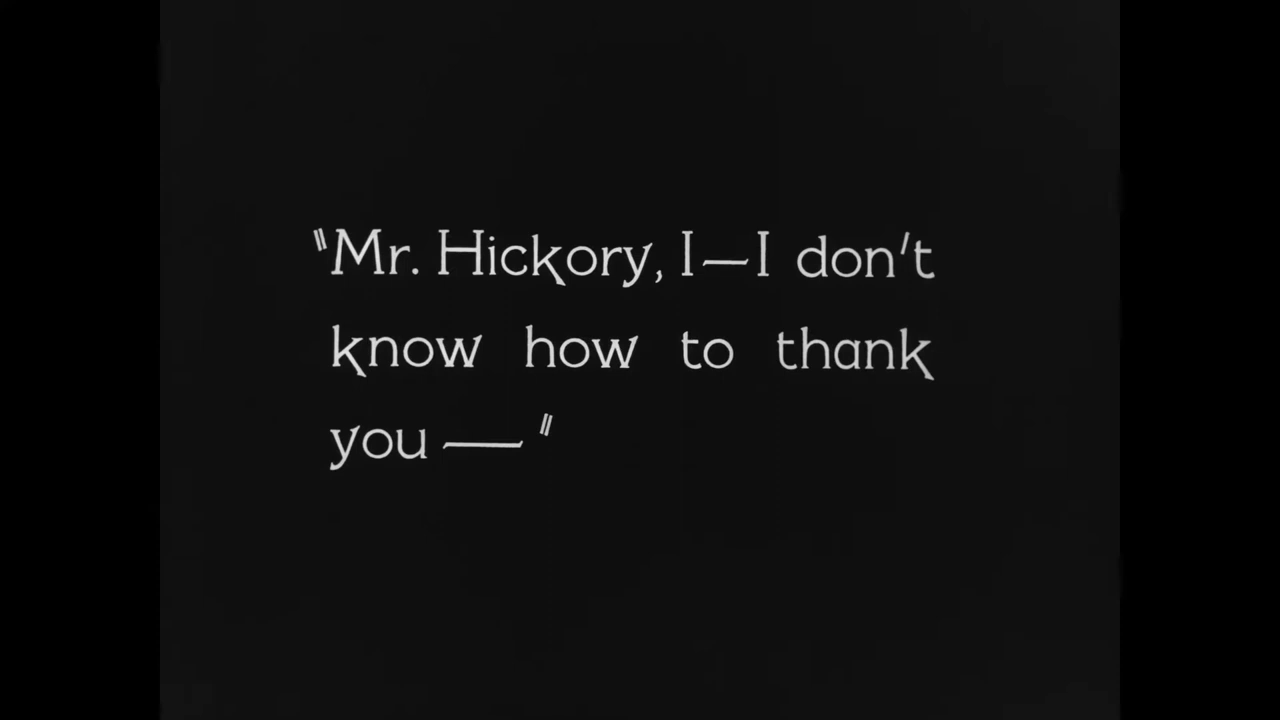 "Mr. Hickory, I—I don't
know how to thank
you — "